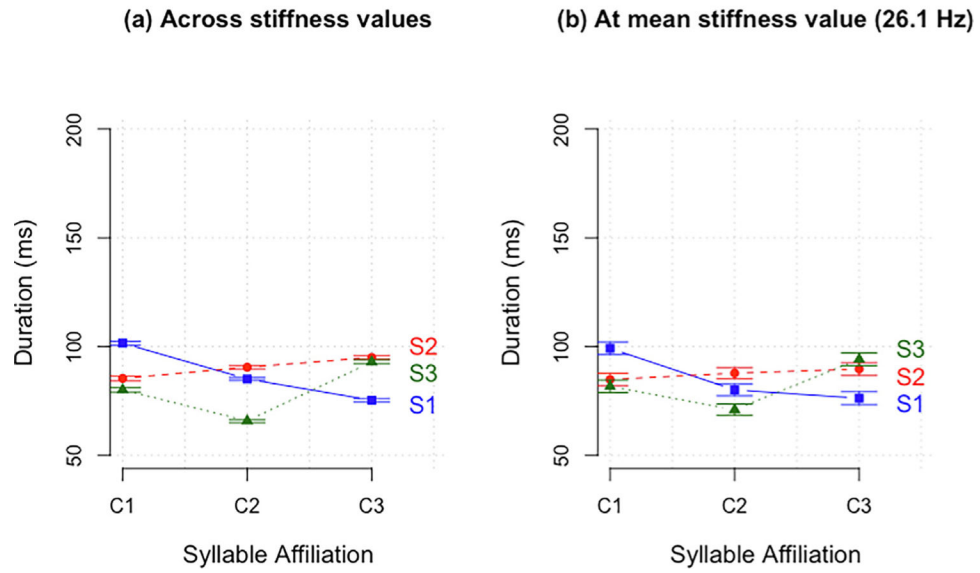 (a) Across stiffness values
200
150
100
50
Duration (ms)
S2
S3
S1
C1 C2 C3
Syllable Affiliation
(b) At mean stiffness value (26.1 Hz)
200
150
100
50
Duration (ms)
S3
S2
S1
C1 C2 C3
Syllable Affiliation